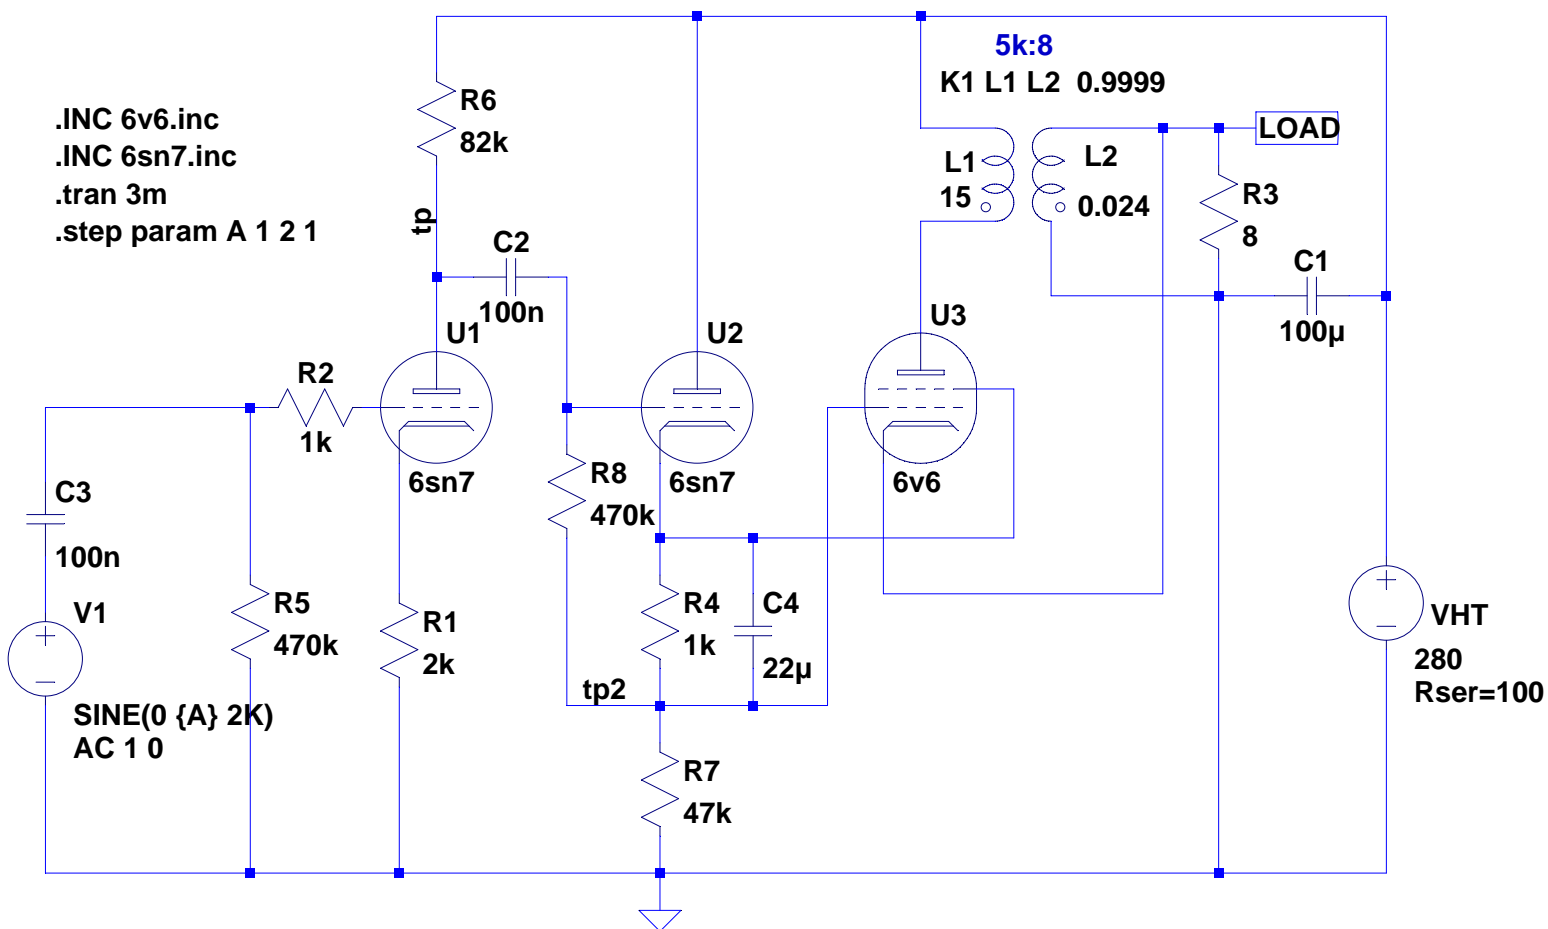 5k:8
K1 L1 L2 0.9999
.INC 6v6.inc
.INC 6sn7.inc
.tran 3m
.step param A 1 2 1
R6
82k
tp
LOAD
L1
15
L2
0.024
R3
8
C2
100n
C1
100µ
U1
U2
U3
R2
1k
6sn7
6sn7
6v6
C3
100n
R8
470k
V1
R5
470k
R1
2k
R4
1k
C4
22µ
VHT
280
Rser=100
tp2
SINE(0 {A} 2K)
AC 1 0
R7
47k